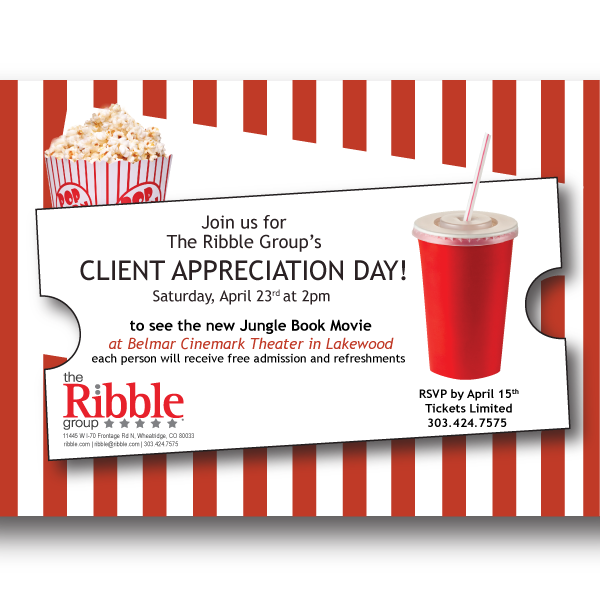 POP
POP
Join us for
The Ribble Group's
CLIENT APPRECIATION DAY!
Saturday, April 23rd at 2pm
to see the new Jungle Book Movie
at Belmar Cinemark Theater in Lakewood
each person will receive free admission and refreshments
the
Ribble
group
11445 W I-70 Frontage Rd N, Wheatridge, CO 80033
ribble.com | ribble@ribble.com | 303.424.7575
RSVP by April 15th
Tickets Limited
303.424.7575